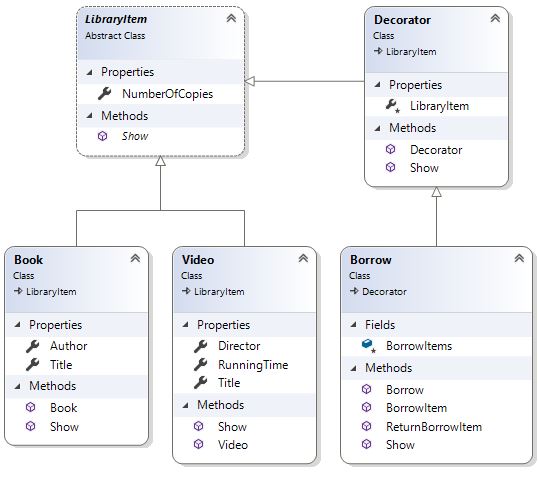 LibraryItem
Abstract Class
Properties
NumberOfCopies
Methods
Show
Decorator
Class
LibraryItem
Properties
LibraryItem
Methods
Decorator
Show
Book
Class
LibraryItem
Properties
Author
Title
Methods
Book
Show
Video
Class
LibraryItem
Properties
Director
RunningTime
Title
Methods
Show
Video
Borrow
Class
Decorator
Fields
BorrowItems
Methods
Borrow
BorrowItem
ReturnBorrowItem
Show